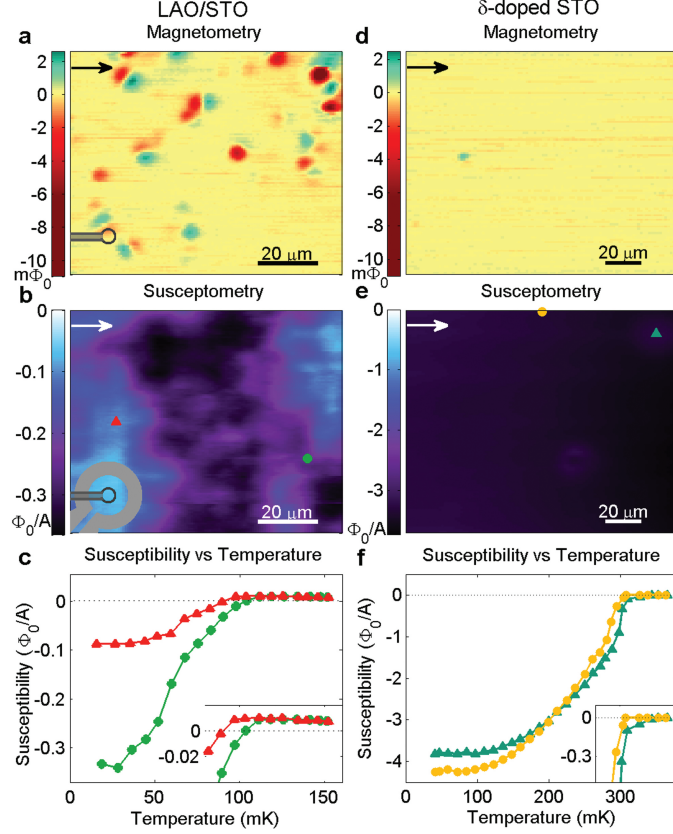 LAO/STO
δ-doped STO
a
Magnetometry
d
Magnetometry
2
0
-2
-4
-6
-8
-10
mΦ0
20 μm
2
0
-2
-4
-6
-8
-10
mΦ0
20 μm
b
Susceptometry
e
Susceptometry
0
-0.1
-0.2
-0.3
Φ0/A
20 μm
0
-1
-2
-3
Φ0/A
20 μm
c
Susceptibility vs Temperature
f
Susceptibility vs Temperature
Susceptibility (Φ0/A)
0
-0.1
-0.2
-0.3
0
-0.02
0 50 100 150
Temperature (mK)
Susceptibility (Φ0/A)
0
-1
-2
-3
-4
0
-0.3
0 100 200 300
Temperature (mK)